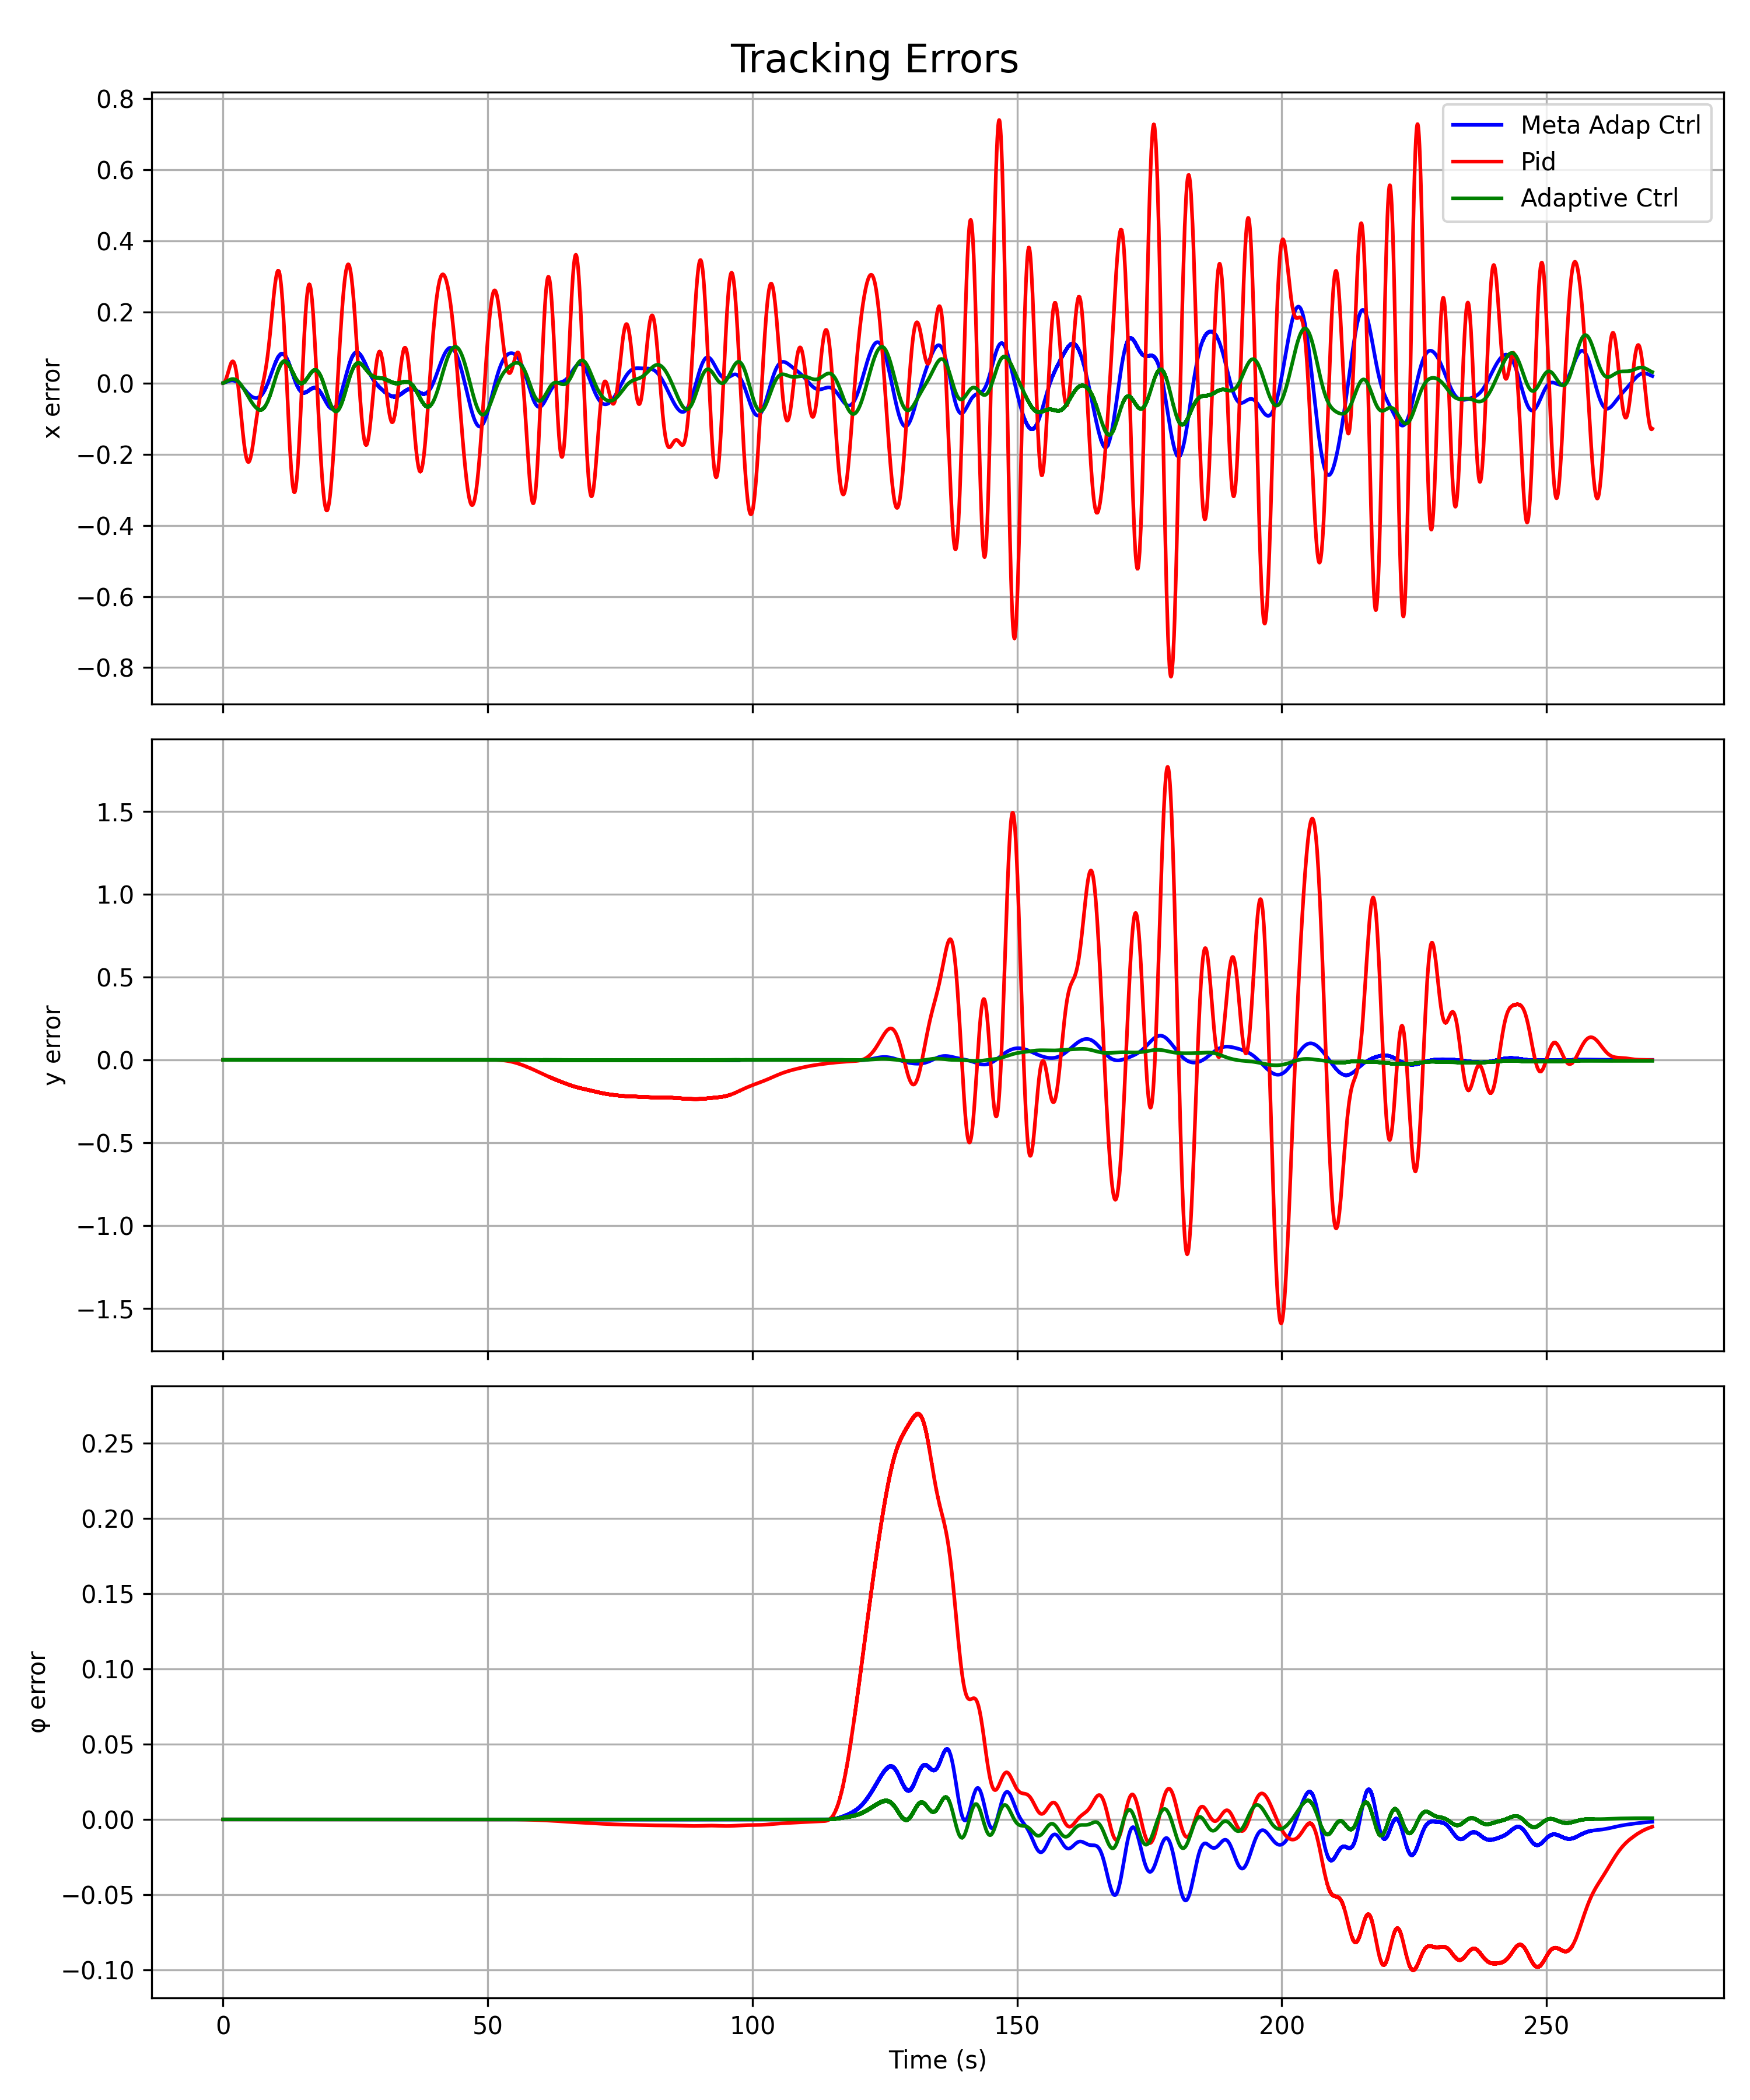 Tracking Errors
0.8
0.6
0.4
0.2
0.0
−0.2
−0.4
−0.6
−0.8
x error
Meta Adap Ctrl
Pid
Adaptive Ctrl
1.5
1.0
0.5
0.0
−0.5
−1.0
−1.5
y error
0.25
0.20
0.15
0.10
0.05
0.00
−0.05
−0.10
φ error
0 50 100 150 200 250
Time (s)